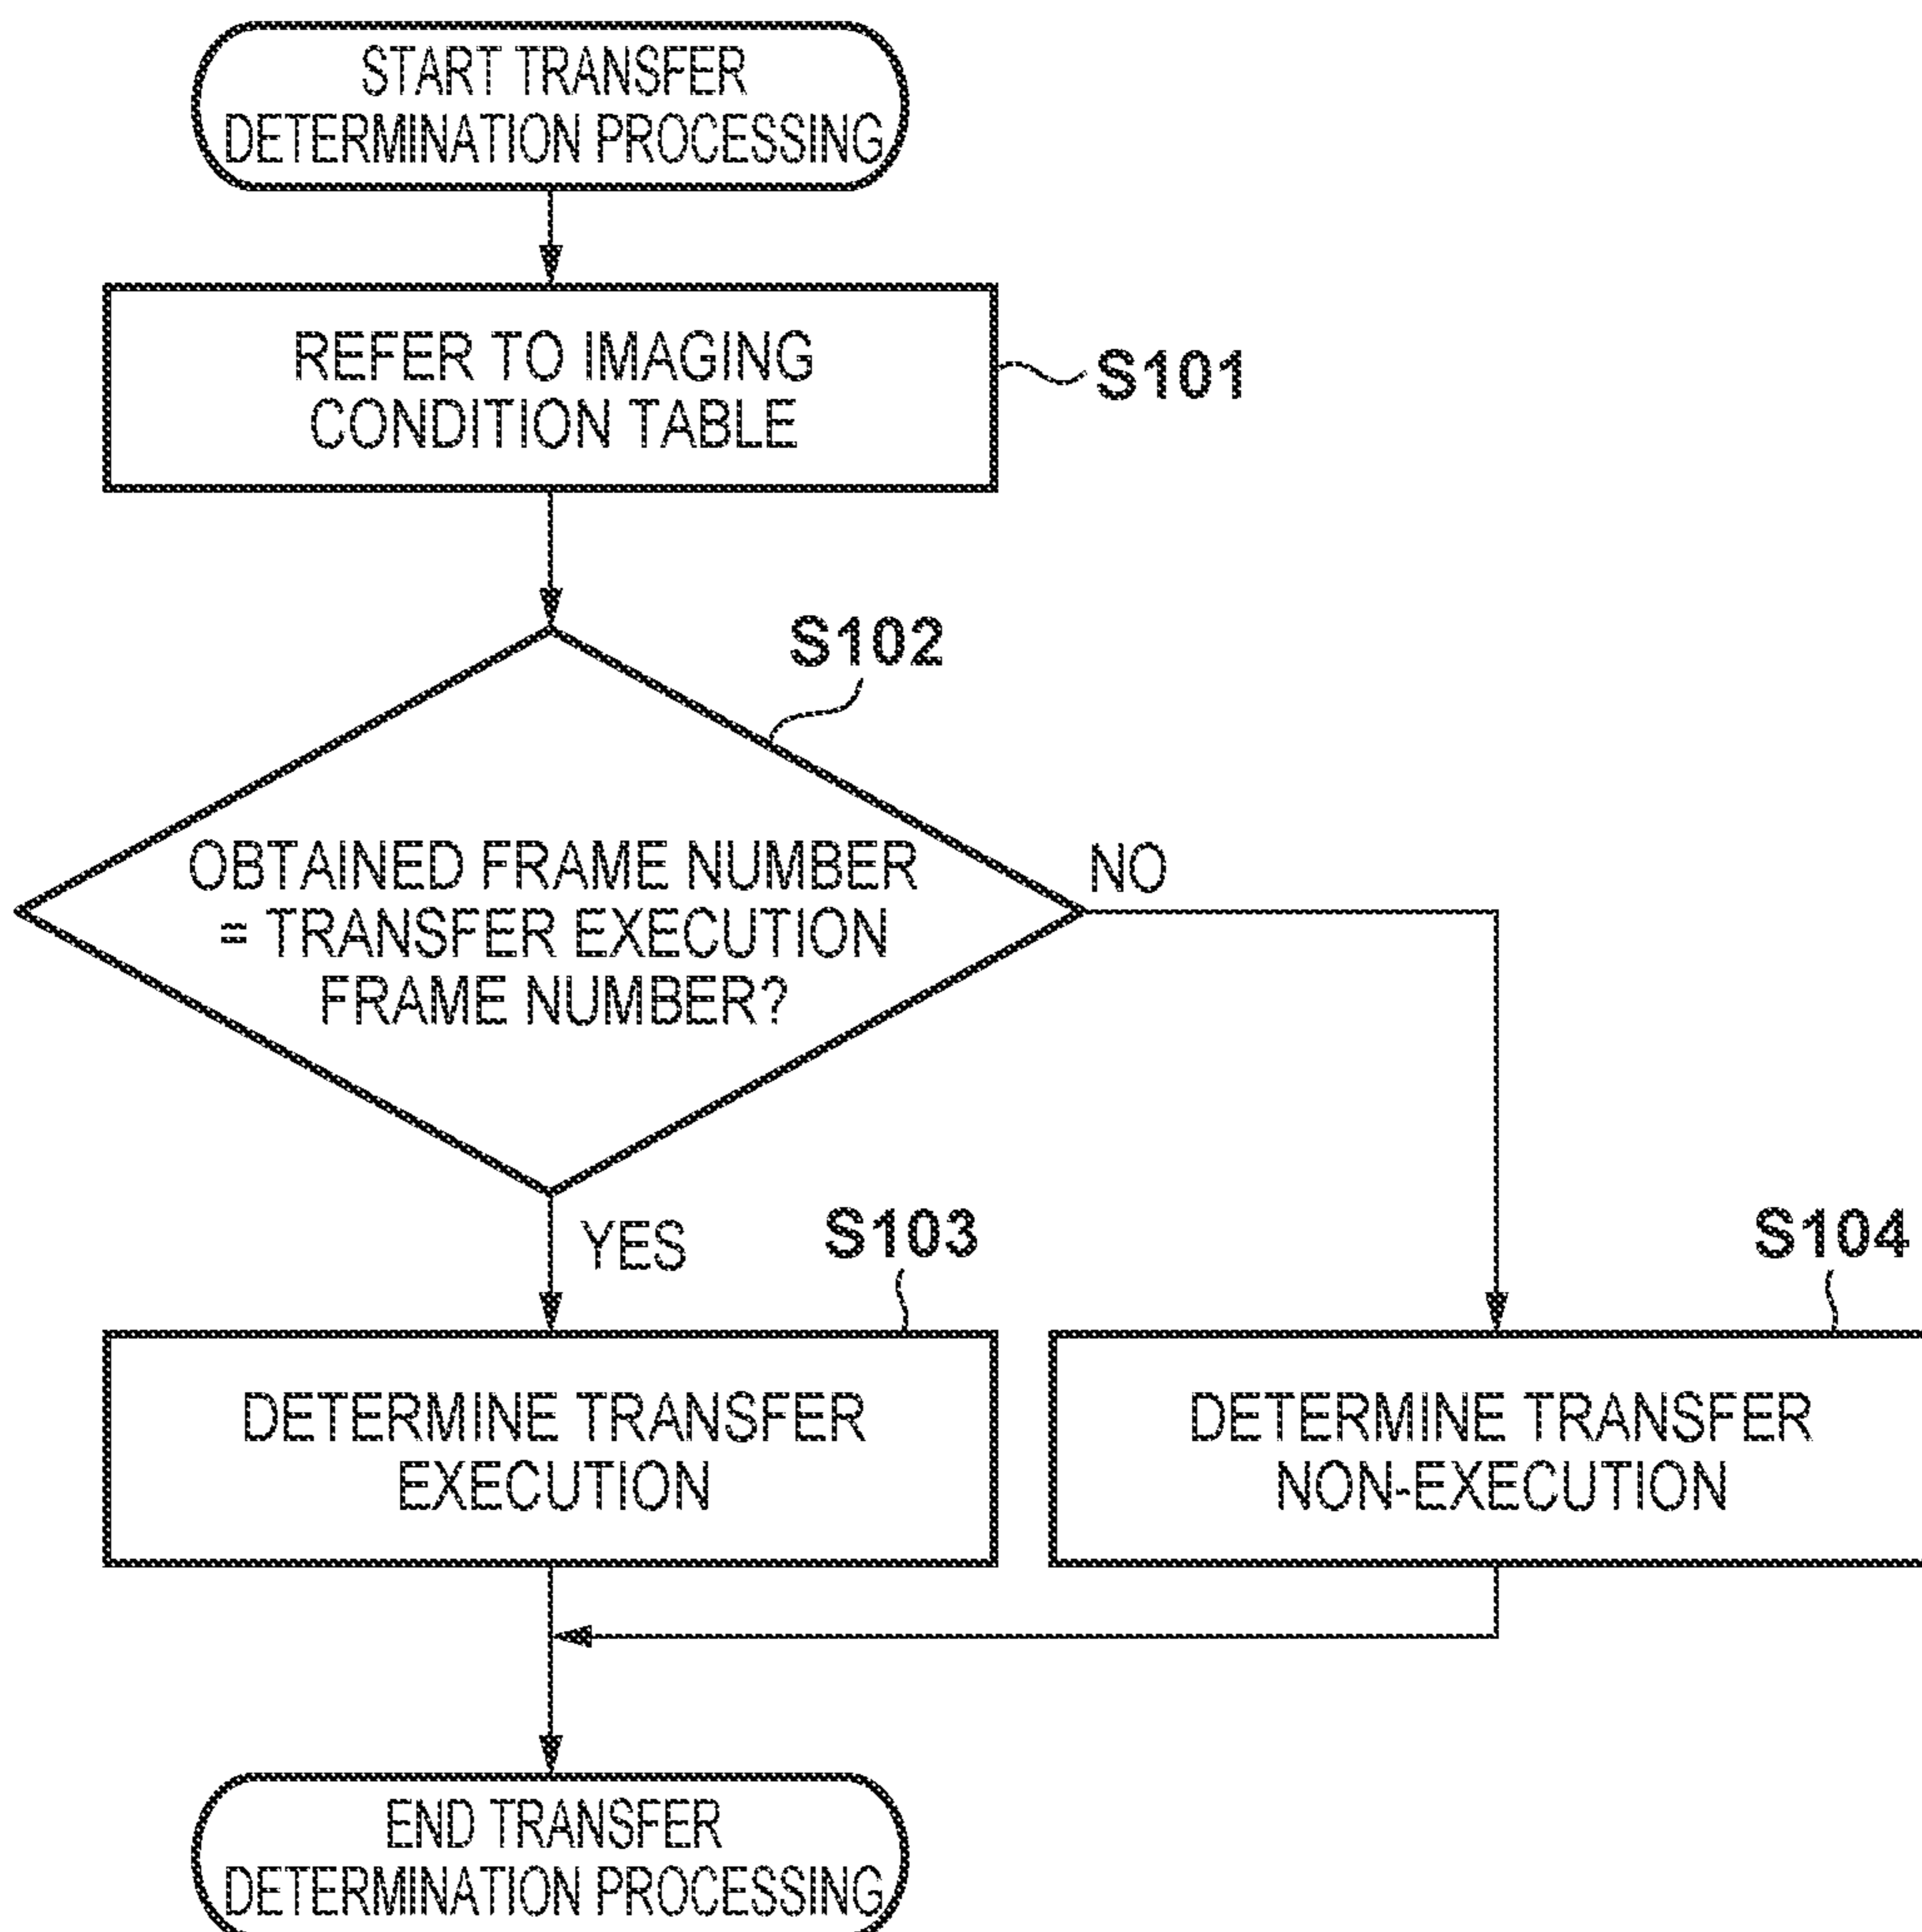 START TRANSFER
DETERMINATION PROCESSING
REFER TO IMAGING
CONDITION TABLE
S101
S102
OBTAINED FRAME NUMBER
= TRANSFER EXECUTION
FRAME NUMBER?
NO
YES
S103
S104
DETERMINE TRANSFER
EXECUTION
DETERMINE TRANSFER
NON-EXECUTION
END TRANSFER
DETERMINATION PROCESSING